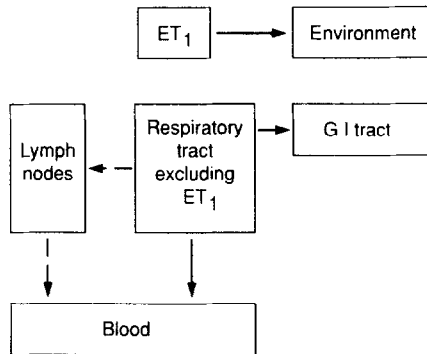 ET1
Environment
Lymph
nodes
Respiratory
tract
excluding
ET1
G I tract
Blood